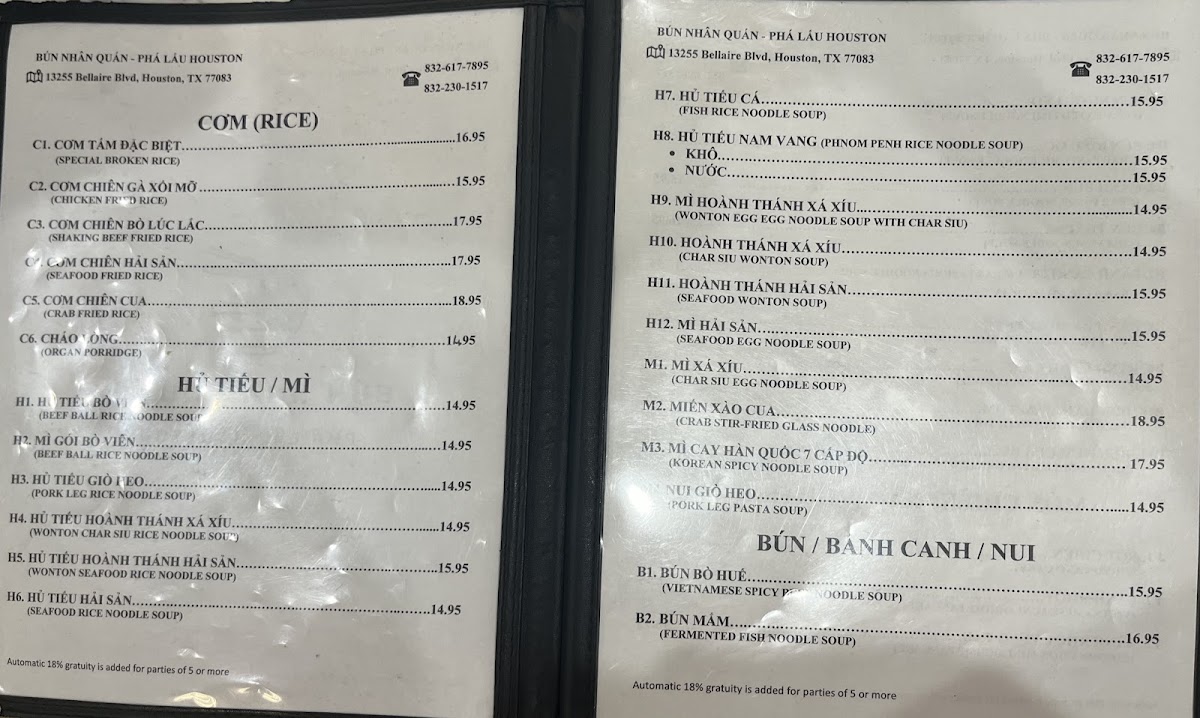 BÚN NHÂN QUÁN - PHÁ LẤU HOUSTON
13255 Bellaire Blvd, Houston, TX 77083
832-617-7895
832-230-1517
CƠM (RICE)
C1. CƠM TẤM ĐẶC BIỆT...16.95
(SPECIAL BROKEN RICE)
C2. CƠM CHIÊN GÀ XỐI MỠ...15.95
(CHICKEN FRIED RICE)
C3. CƠM CHIÊN BÒ LÚC LẮC...17.95
(SHAKING BEEF FRIED RICE)
CƠM CHIÊN HẢI SẢN...17.95
(SEAFOOD FRIED RICE)
C5. CƠM CHIÊN CUA...18.95
(CRAB FRIED RICE)
C6. CHÁO LÒNG...14.95
(ORGAN PORRIDGE)
HỦ TIẾU / MÌ
H1. HỦ TIẾU BÒ VIÊN...14.95
(BEEF BALL RICE NOODLE SOUP)
H2. MÌ GÓI BÒ VIÊN...14.95
(BEEF BALL RICE NOODLE SOUP)
H3. HỦ TIẾU GIÒ HEO...14.95
(PORK LEG RICE NOODLE SOUP)
H4. HỦ TIẾU HOÀNH THÁNH XÁ XÍU...14.95
(WONTON CHAR SIU RICE NOODLE SOUP)
H5. HỦ TIẾU HOÀNH THÁNH HẢI SẢN...15.95
(WONTON SEAFOOD RICE NOODLE SOUP)
H6. HỦ TIẾU HẢI SẢN...14.95
(SEAFOOD RICE NOODLE SOUP)
Automatic 18% gratuity is added for parties of 5 or more
BÚN NHÂN QUÁN - PHÁ LẤU HOUSTON
13255 Bellaire Blvd, Houston, TX 77083
832-617-7895
832-230-1517
H7. HỦ TIẾU CÁ...15.95
(FISH RICE NOODLE SOUP)
H8. HỦ TIẾU NAM VANG (PHNOM PENH RICE NOODLE SOUP)
• KHÔ...15.95
• NƯỚC...15.95
H9. MÌ HOÀNH THÁNH XÁ XÍU...14.95
(WONTON EGG EGG NOODLE SOUP WITH CHAR SIU)
H10. HOÀNH THÁNH XÁ XÍU...14.95
(CHAR SIU WONTON SOUP)
H11. HOÀNH THÁNH HẢI SẢN...15.95
(SEAFOOD WONTON SOUP)
H12. MÌ HẢI SẢN...15.95
(SEAFOOD EGG NOODLE SOUP)
M1. MÌ XÁ XÍU...14.95
(CHAR SIU EGG NOODLE SOUP)
M2. MIẾN XÀO CUA...18.95
(CRAB STIR-FRIED GLASS NOODLE)
M3. MÌ CAY HÀN QUỐC 7 CẤP ĐỘ...17.95
(KOREAN SPICY NOODLE SOUP)
NUI GIÒ HEO...14.95
(PORK LEG PASTA SOUP)
BÚN / BÁNH CANH / NUI
B1. BÚN BÒ HUẾ...15.95
(VIETNAMESE SPICY NOODLE SOUP)
B2. BÚN MẮM...16.95
(FERMENTED FISH NOODLE SOUP)
Automatic 18% gratuity is added for parties of 5 or more